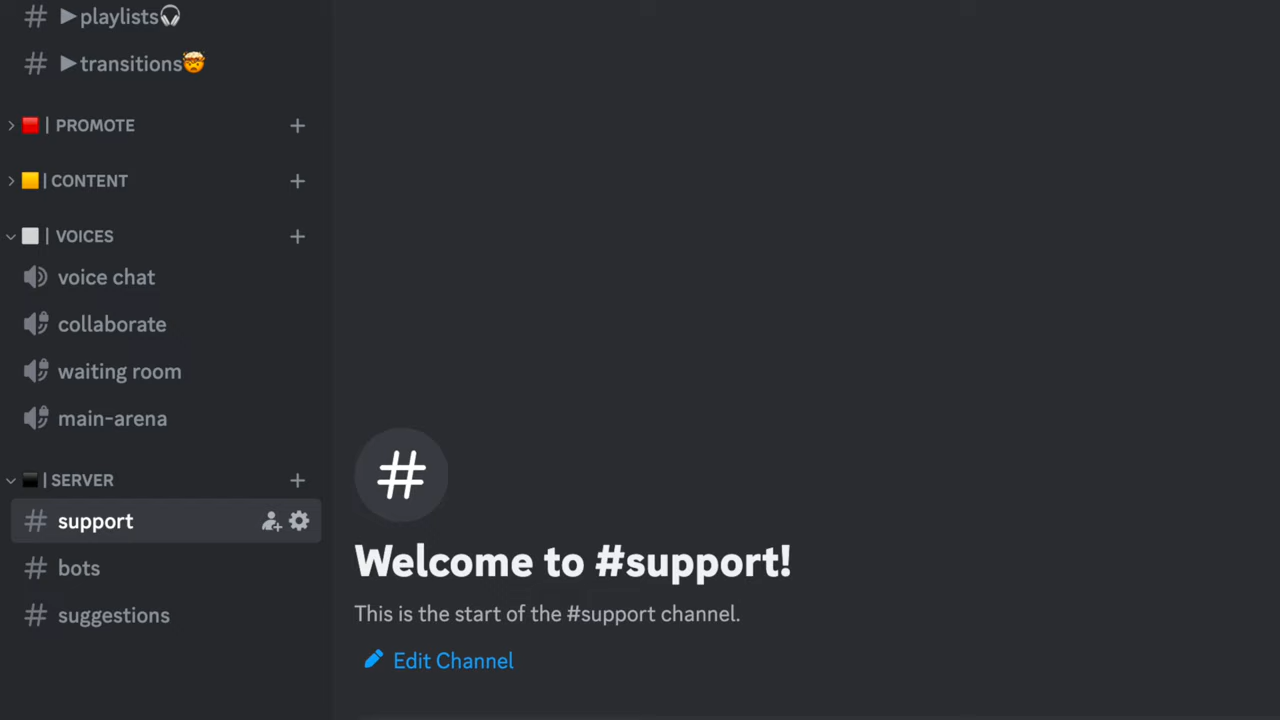 ▶playlists🎧
▶transitions🤯
🟥 | PROMOTE
🟨 | CONTENT
⬜ | VOICES
voice chat
collaborate
waiting room
main-arena
⬛ | SERVER
support
bots
suggestions
#
Welcome to #support!
This is the start of the #support channel.
Edit Channel